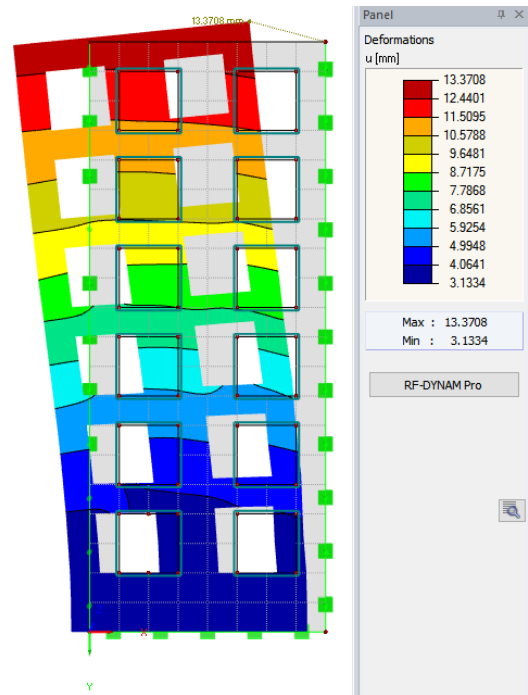 13.3708 mm
X
Y
Panel
Deformations
u [mm]
13.3708
12.4401
11.5095
10.5788
9.6481
8.7175
7.7868
6.8561
5.9254
4.9948
4.0641
3.1334
Max : 13.3708
Min : 3.1334
RF-DYNAM Pro